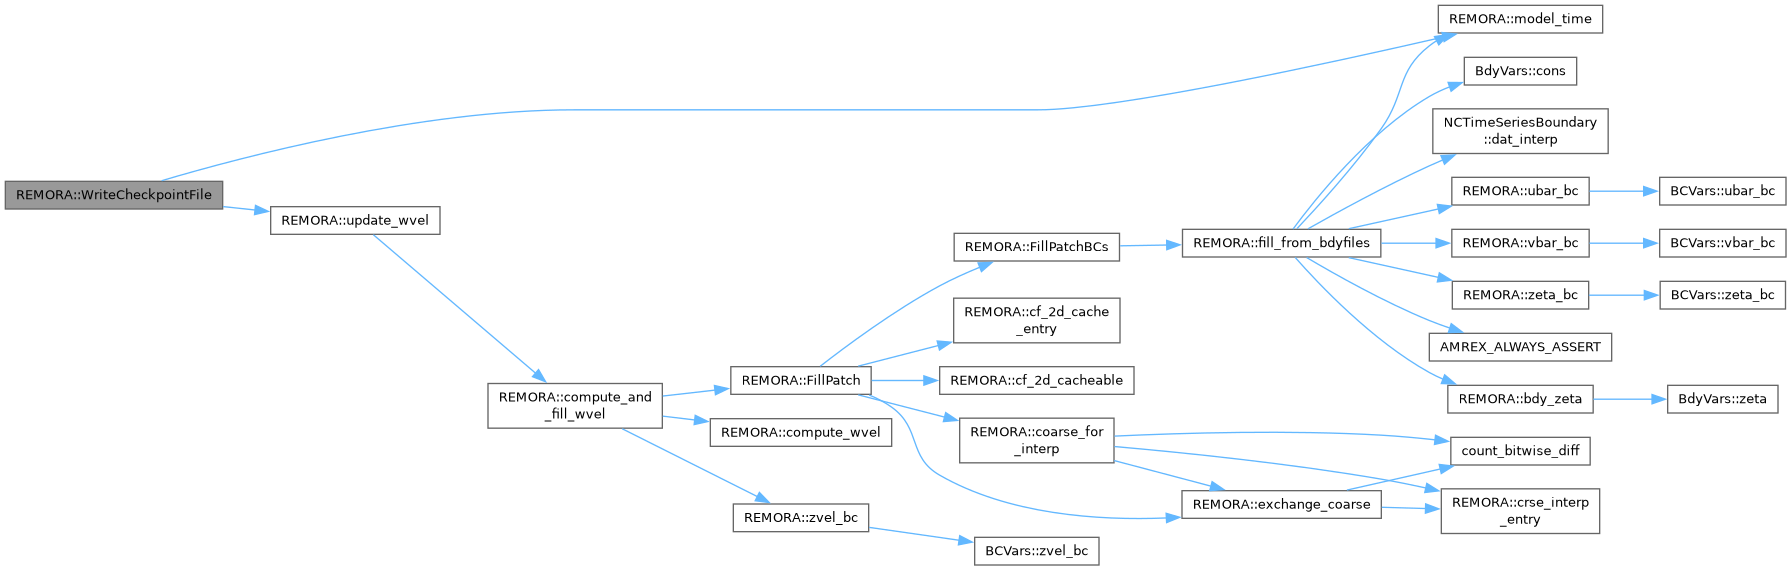 REMORA::WriteCheckpointFile
REMORA::update_wvel
REMORA::compute_and
_fill_wvel
REMORA::FillPatch
REMORA::compute_wvel
REMORA::zvel_bc
REMORA::FillPatchBCs
REMORA::cf_2d_cache
_entry
REMORA::cf_2d_cacheable
REMORA::coarse_for
_interp
BCVars::zvel_bc
REMORA::fill_from_bdyfiles
REMORA::exchange_coarse
REMORA::model_time
BdyVars::cons
NCTimeSeriesBoundary
::dat_interp
REMORA::ubar_bc
REMORA::vbar_bc
REMORA::zeta_bc
AMREX_ALWAYS_ASSERT
REMORA::bdy_zeta
count_bitwise_diff
REMORA::crse_interp
_entry
BCVars::ubar_bc
BCVars::vbar_bc
BCVars::zeta_bc
BdyVars::zeta